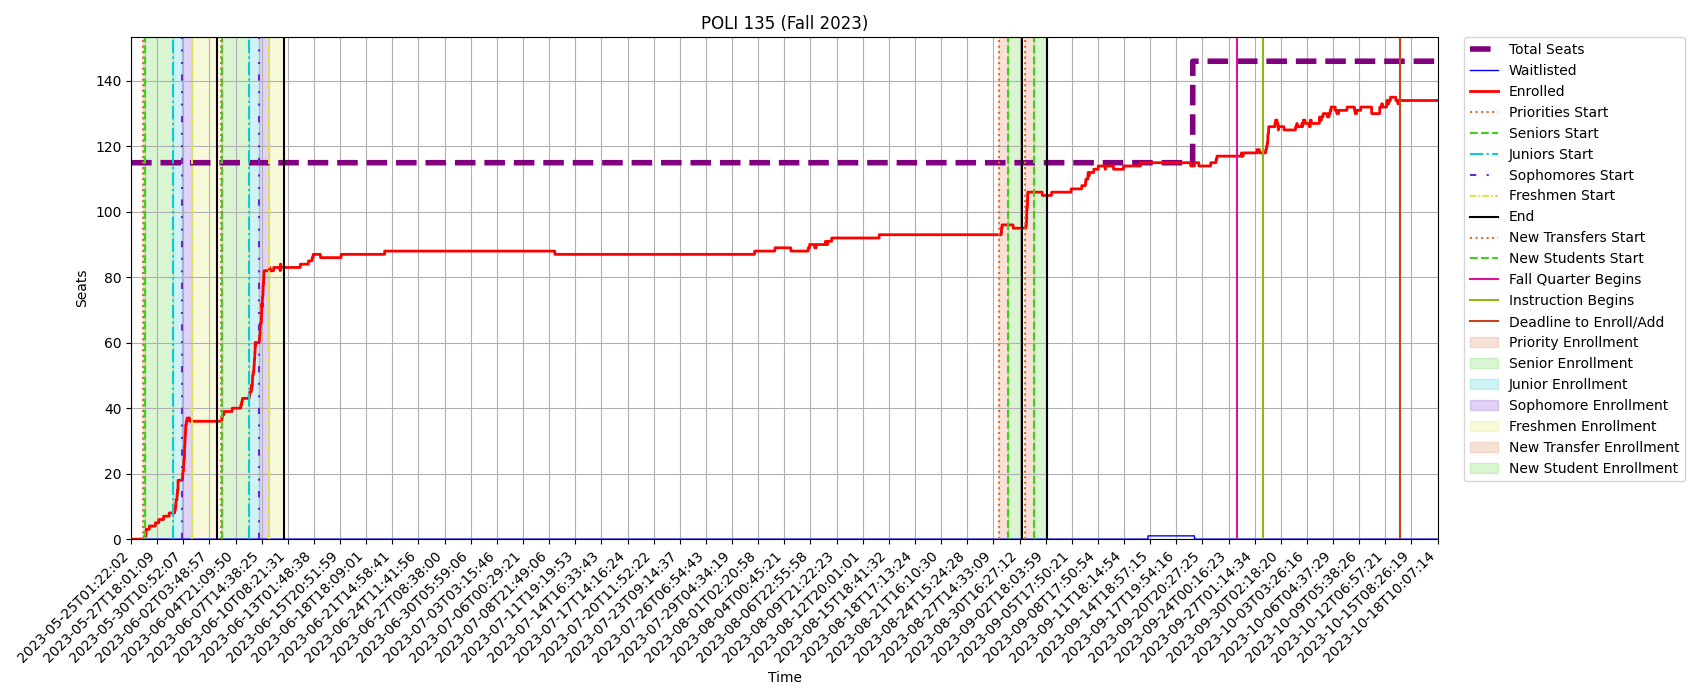 POLI 135 (Fall 2023)
140
120
100
80
60
40
20
0
Seats
2023-05-25T01:22:02
2023-05-27T18:01:09
2023-05-30T10:52:07
2023-06-02T03:48:57
2023-06-04T21:09:50
2023-06-07T14:38:25
2023-06-10T08:21:31
2023-06-13T01:48:38
2023-06-15T20:51:59
2023-06-18T18:09:01
2023-06-21T14:58:41
2023-06-24T11:41:56
2023-06-27T08:38:00
2023-06-30T05:59:06
2023-07-03T03:15:46
2023-07-06T00:29:21
2023-07-08T21:49:06
2023-07-11T19:19:53
2023-07-14T16:33:43
2023-07-17T14:16:24
2023-07-20T11:52:22
2023-07-23T09:14:37
2023-07-26T06:54:43
2023-07-29T04:34:19
2023-08-01T02:20:58
2023-08-04T00:45:21
2023-08-06T22:55:58
2023-08-09T21:22:23
2023-08-12T20:01:01
2023-08-15T18:41:32
2023-08-18T17:13:24
2023-08-21T16:10:30
2023-08-24T15:24:28
2023-08-27T14:33:09
2023-08-30T16:27:12
2023-09-02T18:03:59
2023-09-05T17:50:21
2023-09-08T17:50:54
2023-09-11T18:14:54
2023-09-14T18:57:15
2023-09-17T19:54:16
2023-09-20T20:27:25
2023-09-24T00:16:23
2023-09-27T01:14:34
2023-09-30T02:18:20
2023-10-03T03:26:16
2023-10-06T04:37:29
2023-10-09T05:38:26
2023-10-12T06:57:21
2023-10-15T08:26:19
2023-10-18T10:07:14
Time
Total Seats
Waitlisted
Enrolled
Priorities Start
Seniors Start
Juniors Start
Sophomores Start
Freshmen Start
End
New Transfers Start
New Students Start
Fall Quarter Begins
Instruction Begins
Deadline to Enroll/Add
Priority Enrollment
Senior Enrollment
Junior Enrollment
Sophomore Enrollment
Freshmen Enrollment
New Transfer Enrollment
New Student Enrollment